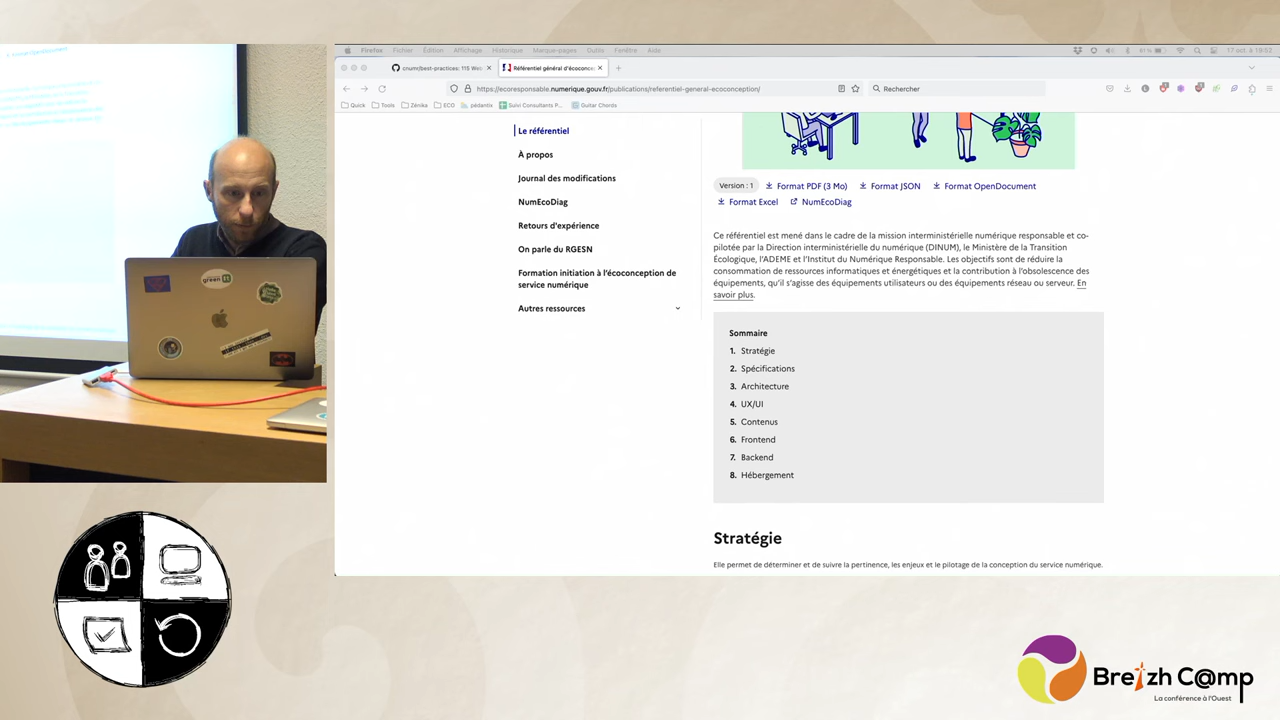 Firefox Fichier Édition Affichage Historique Marque-pages Outils Fenêtre Aide
17 oct. à 18:02
cnumr/best-practices: 115 We
Référentiel général d'écoconce
https://ecoresponsable.numerique.gouv.fr/publications/referentiel-general-ecoconception/
Rechercher
Quick Tools Zénika ECO pédantix Suivi Consultants P... Guitar Chords
Le référentiel
À propos
Journal des modifications
NumEcoDiag
Retours d'expérience
On parle du RGESN
Formation initiation à l'écoconception de
service numérique
Autres ressources
Version : 1 Format PDF (3 Mo) Format JSON Format OpenDocument
Format Excel NumEcoDiag
Ce référentiel est mené dans le cadre de la mission interministérielle numérique responsable et co-
pilotée par la Direction interministérielle du numérique (DINUM), le Ministère de la Transition
Écologique, l'ADEME et l'Institut du Numérique Responsable. Les objectifs sont de réduire la
consommation de ressources informatiques et énergétiques et la contribution à l'obsolescence des
équipements, qu'il s'agisse des équipements utilisateurs ou des équipements réseau ou serveur. En
savoir plus.
Sommaire
1. Stratégie
2. Spécifications
3. Architecture
4. UX/UI
5. Contenus
6. Frontend
7. Backend
8. Hébergement
Stratégie
Elle permet de déterminer et de suivre la pertinence, les enjeux et le pilotage de la conception du service numérique.
green IT
Breizh C@mp
La conférence à l'Ouest